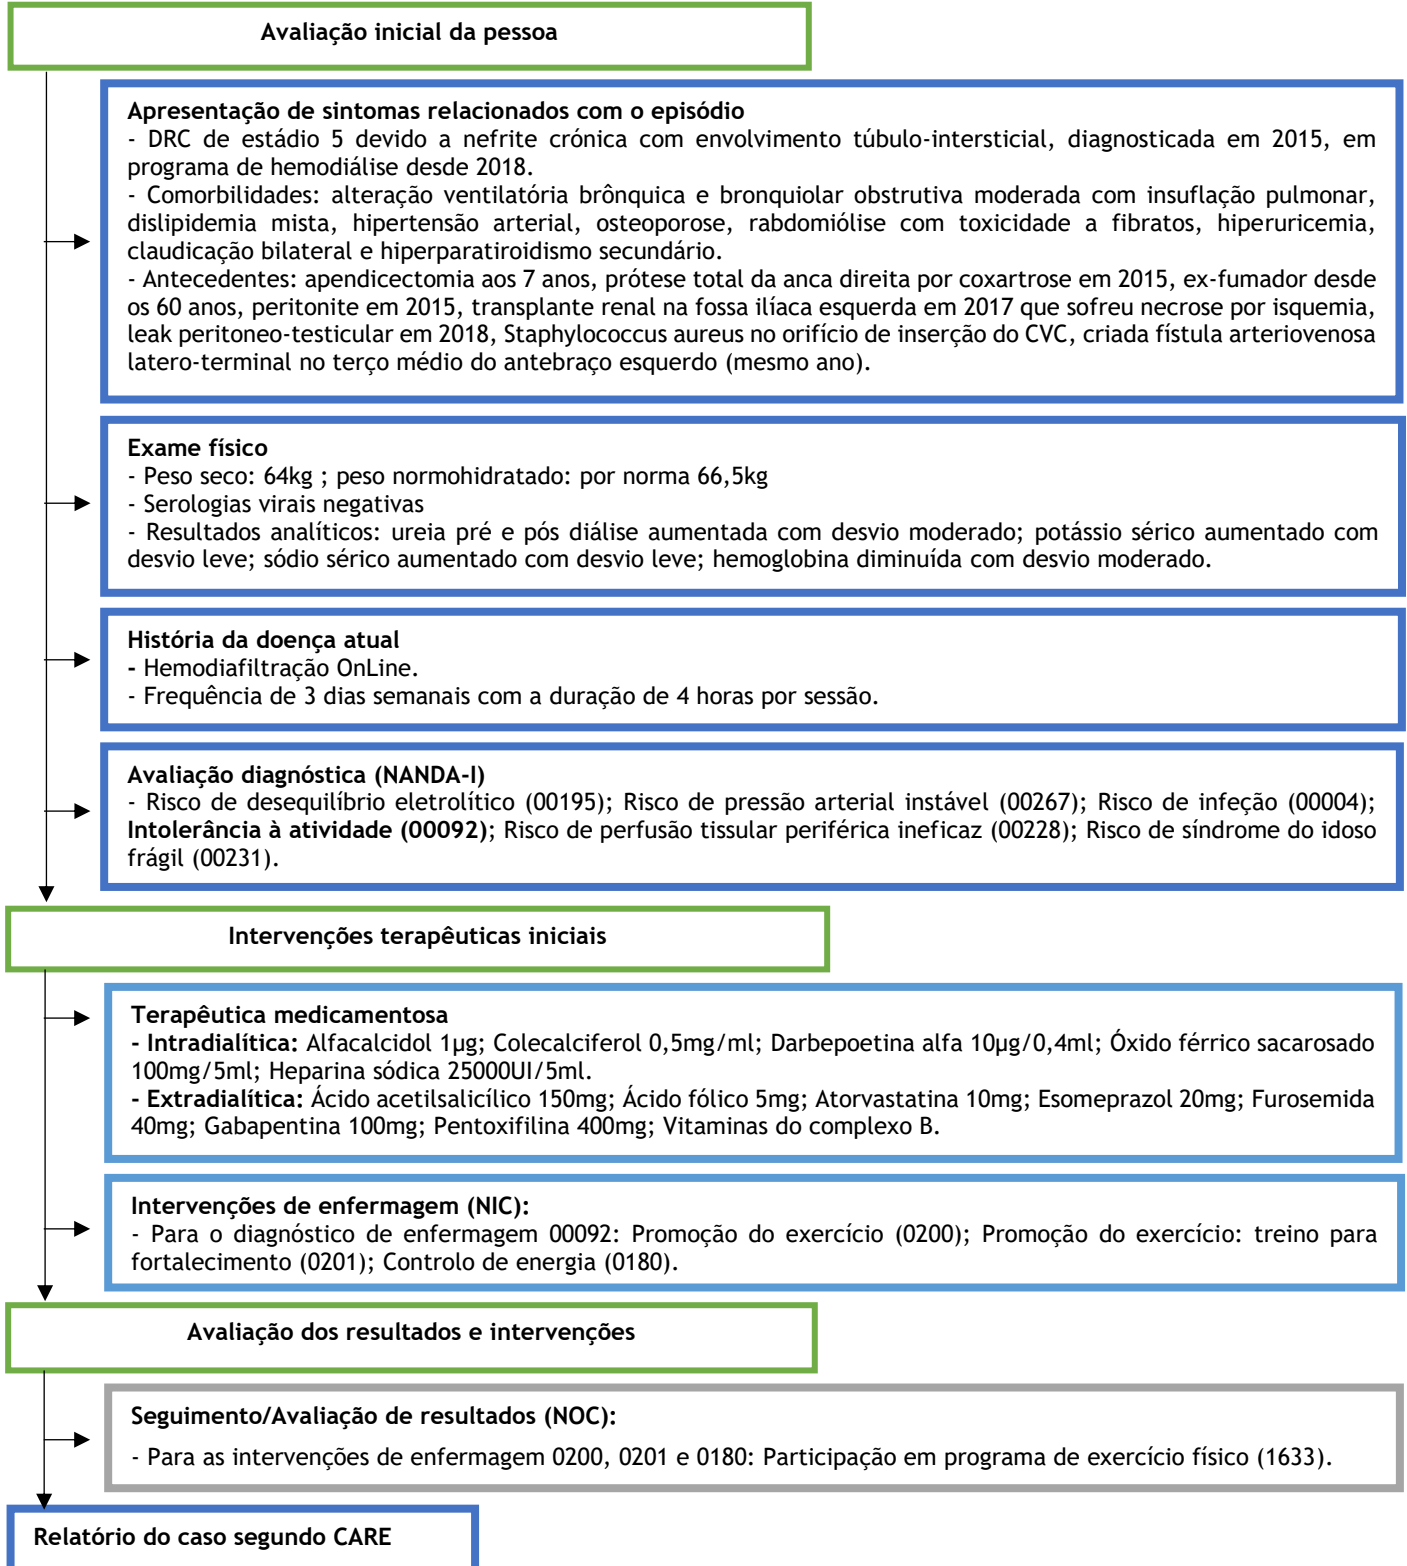 Avaliação inicial da pessoa
Apresentação de sintomas relacionados com o episódio
- DRC de estádio 5 devido a nefrite crónica com envolvimento túbulo-intersticial, diagnosticada em 2015, em
programa de hemodiálise desde 2018.
- Comorbilidades: alteração ventilatória brônquica e bronquiolar obstrutiva moderada com insuflação pulmonar,
dislipidemia mista, hipertensão arterial, osteoporose, rabdomiólise com toxicidade a fibratos, hiperuricemia,
claudicação bilateral e hiperparatiroidismo secundário.
- Antecedentes: apendicectomia aos 7 anos, prótese total da anca direita por coxartrose em 2015, ex-fumador desde
os 60 anos, peritonite em 2015, transplante renal na fossa ilíaca esquerda em 2017 que sofreu necrose por isquemia,
leak peritoneo-testicular em 2018, Staphylococcus aureus no orifício de inserção do CVC, criada fístula arteriovenosa
latero-terminal no terço médio do antebraço esquerdo (mesmo ano).
Exame físico
- Peso seco: 64kg ; peso normohidratado: por norma 66,5kg
- Serologias virais negativas
- Resultados analíticos: ureia pré e pós diálise aumentada com desvio moderado; potássio sérico aumentado com
desvio leve; sódio sérico aumentado com desvio leve; hemoglobina diminuída com desvio moderado.
História da doença atual
- Hemodiafiltração OnLine.
- Frequência de 3 dias semanais com a duração de 4 horas por sessão.
Avaliação diagnóstica (NANDA-I)
- Risco de desequilíbrio eletrolítico (00195); Risco de pressão arterial instável (00267); Risco de infeção (00004);
Intolerância à atividade (00092); Risco de perfusão tissular periférica ineficaz (00228); Risco de síndrome do idoso
frágil (00231).
Intervenções terapêuticas iniciais
Terapêutica medicamentosa
- Intradialítica: Alfacalcidol 1µg; Colecalciferol 0,5mg/ml; Darbepoetina alfa 10µg/0,4ml; Óxido férrico sacarosado
100mg/5ml; Heparina sódica 25000UI/5ml.
- Extradialítica: Ácido acetilsalicílico 150mg; Ácido fólico 5mg; Atorvastatina 10mg; Esomeprazol 20mg; Furosemida
40mg; Gabapentina 100mg; Pentoxifilina 400mg; Vitaminas do complexo B.
Intervenções de enfermagem (NIC):
- Para o diagnóstico de enfermagem 00092: Promoção do exercício (0200); Promoção do exercício: treino para
fortalecimento (0201); Controlo de energia (0180).
Avaliação dos resultados e intervenções
Seguimento/Avaliação de resultados (NOC):
- Para as intervenções de enfermagem 0200, 0201 e 0180: Participação em programa de exercício físico (1633).
Relatório do caso segundo CARE